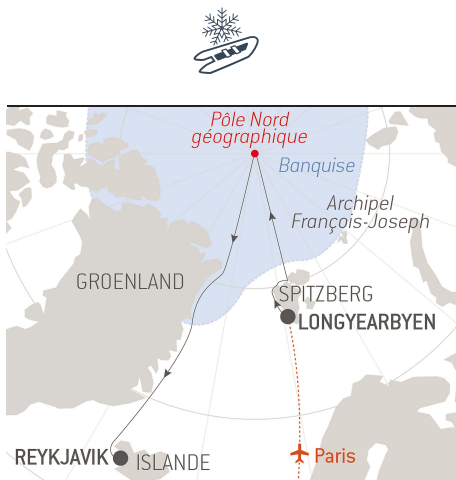 Pôle Nord
géographique
Banquise
Archipel
François-Joseph
GROENLAND
SPITZBERG
LONGYEARBYEN
REYKJAVIK
ISLANDE
Paris